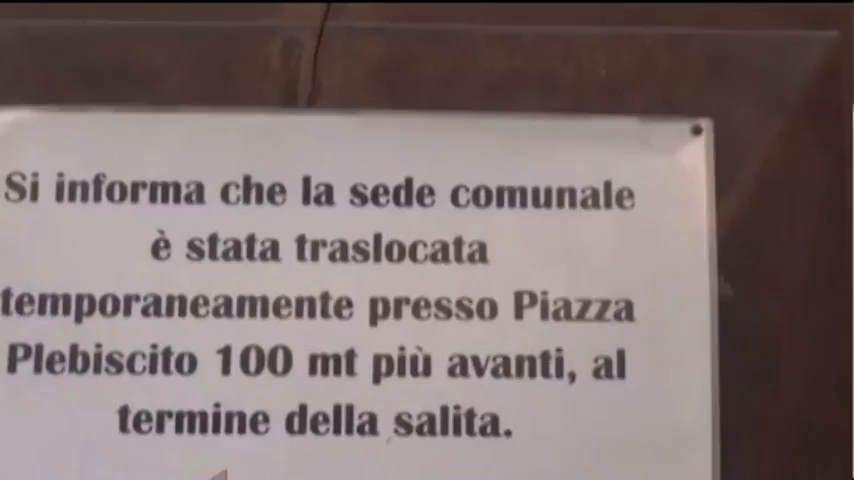 Si informa che la sede comunale
è stata traslocata
temporaneamente presso Piazza
Plebiscito 100 mt più avanti, al
termine della salita.